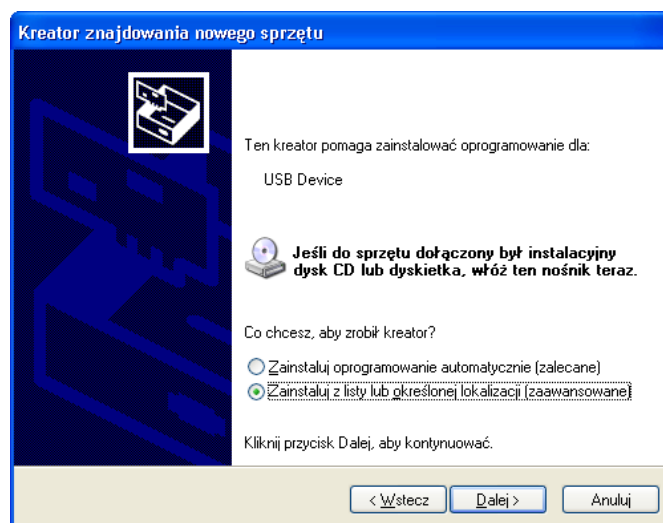 Kreator znajdowania nowego sprzętu
Ten kreator pomaga zainstalować oprogramowanie dla:
USB Device
Jeśli do sprzętu dołączony był instalacyjny
dysk CD lub dyskietka, włóż ten nośnik teraz.
Co chcesz, aby zrobił kreator?
Zainstaluj oprogramowanie automatycznie (zalecane)
Zainstaluj z listy lub określonej lokalizacji (zaawansowane)
Kliknij przycisk Dalej, aby kontynuować.
< Wstecz Dalej > Anuluj